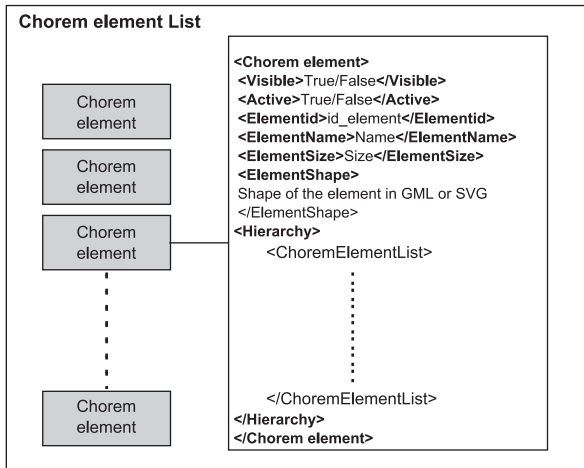 Chorem element List
Chorem
element
Chorem
element
Chorem
element
Chorem
element
<Chorem element>
<Visible>True/False</Visible>
<Active>True/False</Active>
<Elementid>id_element</Elementid>
<ElementName>Name</ElementName>
<ElementSize>Size</ElementSize>
<ElementShape>
Shape of the element in GML or SVG
</ElementShape>
<Hierarchy>
<ChoremElementList>
</ChoremElementList>
</Hierarchy>
</Chorem element>